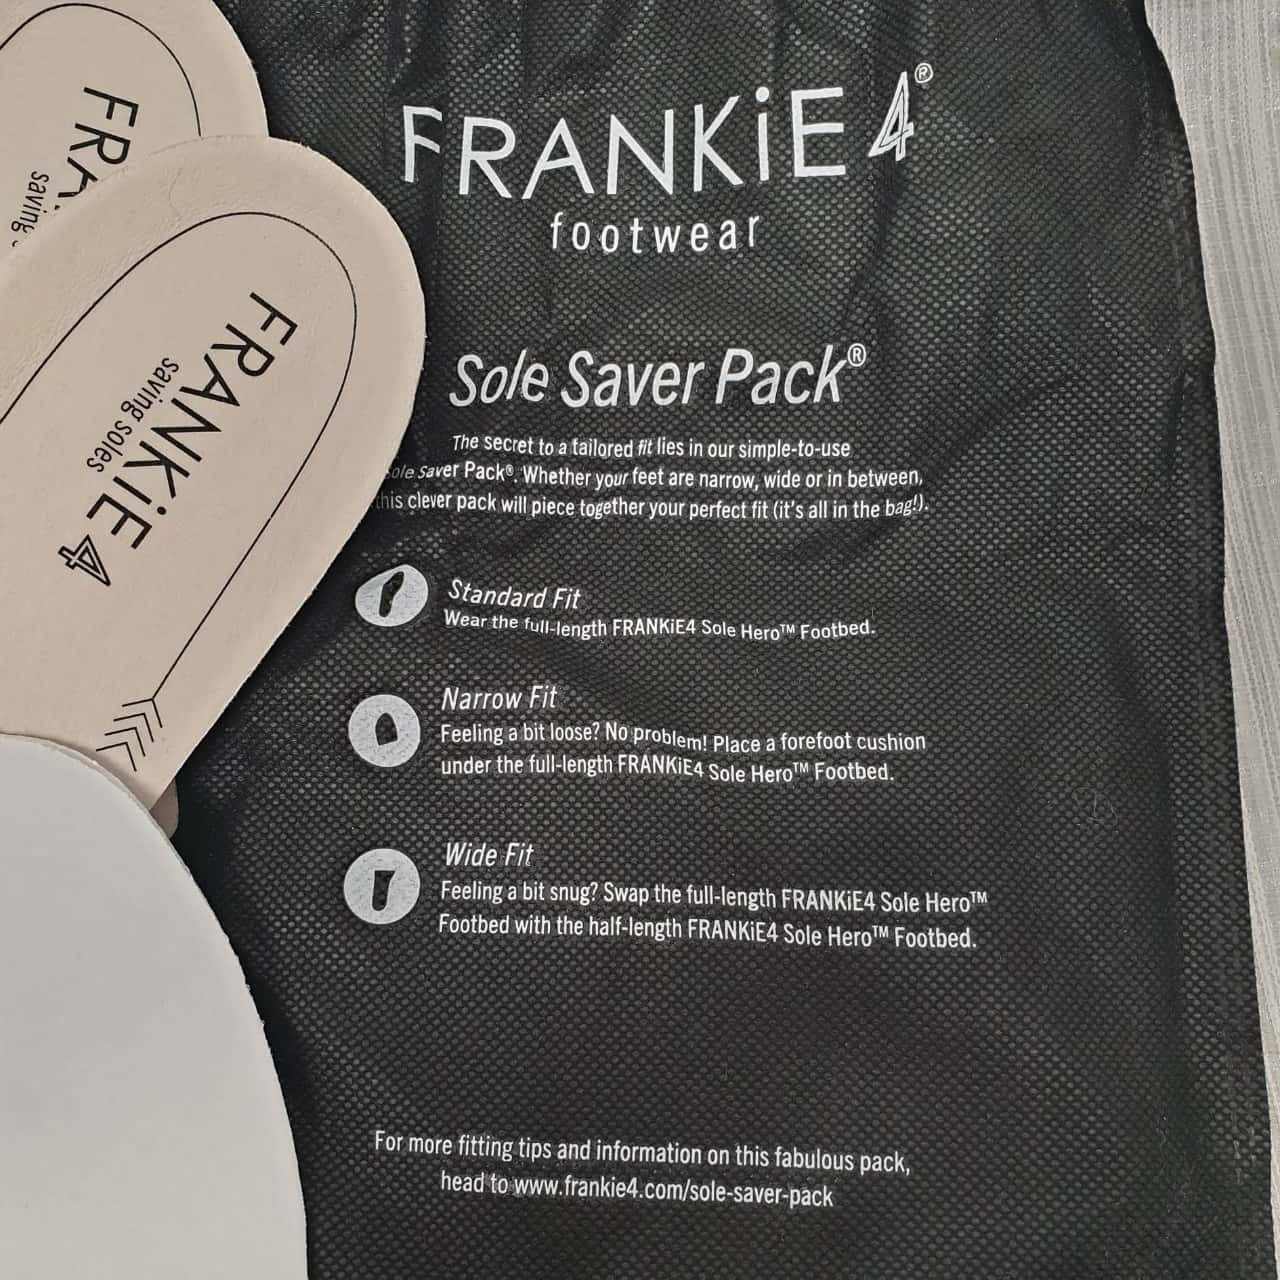 FRANKiE4®
footwear
Sole Saver Pack®
The secret to a tailored fit lies in our simple-to-use
Sole Saver Pack®. Whether your feet are narrow, wide or in between,
this clever pack will piece together your perfect fit (it's all in the bag!).
Standard Fit
Wear the full-length FRANKiE4 Sole Hero™ Footbed.
Narrow Fit
Feeling a bit loose? No problem! Place a forefoot cushion
under the full-length FRANKiE4 Sole Hero™ Footbed.
Wide Fit
Feeling a bit snug? Swap the full-length FRANKiE4 Sole Hero™
Footbed with the half-length FRANKiE4 Sole Hero™ Footbed.
For more fitting tips and information on this fabulous pack,
head to www.frankie4.com/sole-saver-pack
FRA
saving
FRANKiE4
saving soles